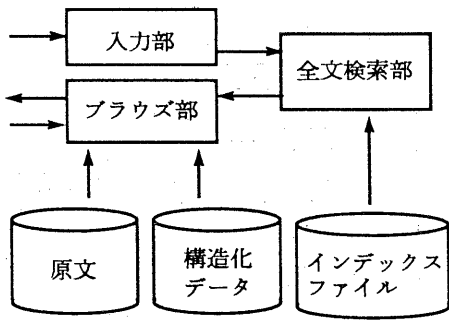 入力部
全文検索部
ブラウズ部
原文
構造化
データ
インデックス
ファイル